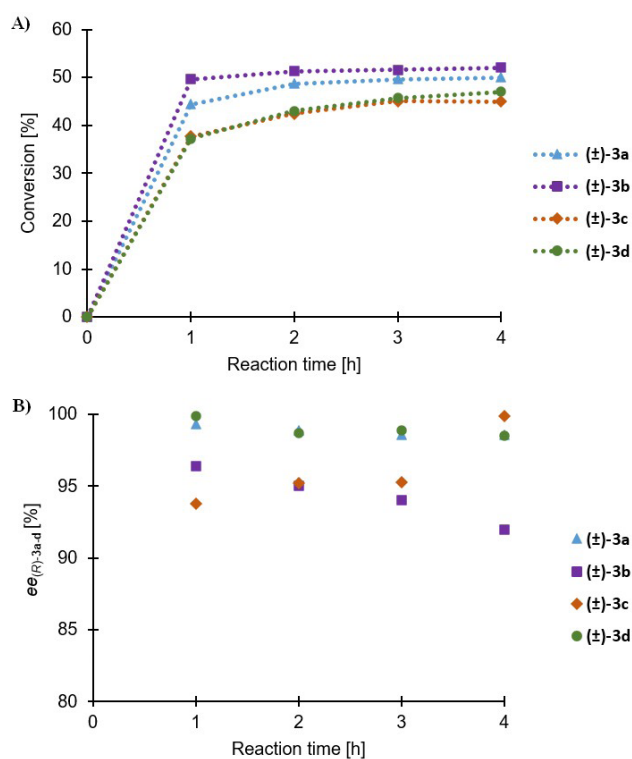 A)
Conversion [%]
60
50
40
30
20
10
0
0 1 2 3 4
Reaction time [h]
(±)-3a
(±)-3b
(±)-3c
(±)-3d
B)
ee(R)-3a-d [%]
100
95
90
85
80
0 1 2 3 4
Reaction time [h]
(±)-3a
(±)-3b
(±)-3c
(±)-3d